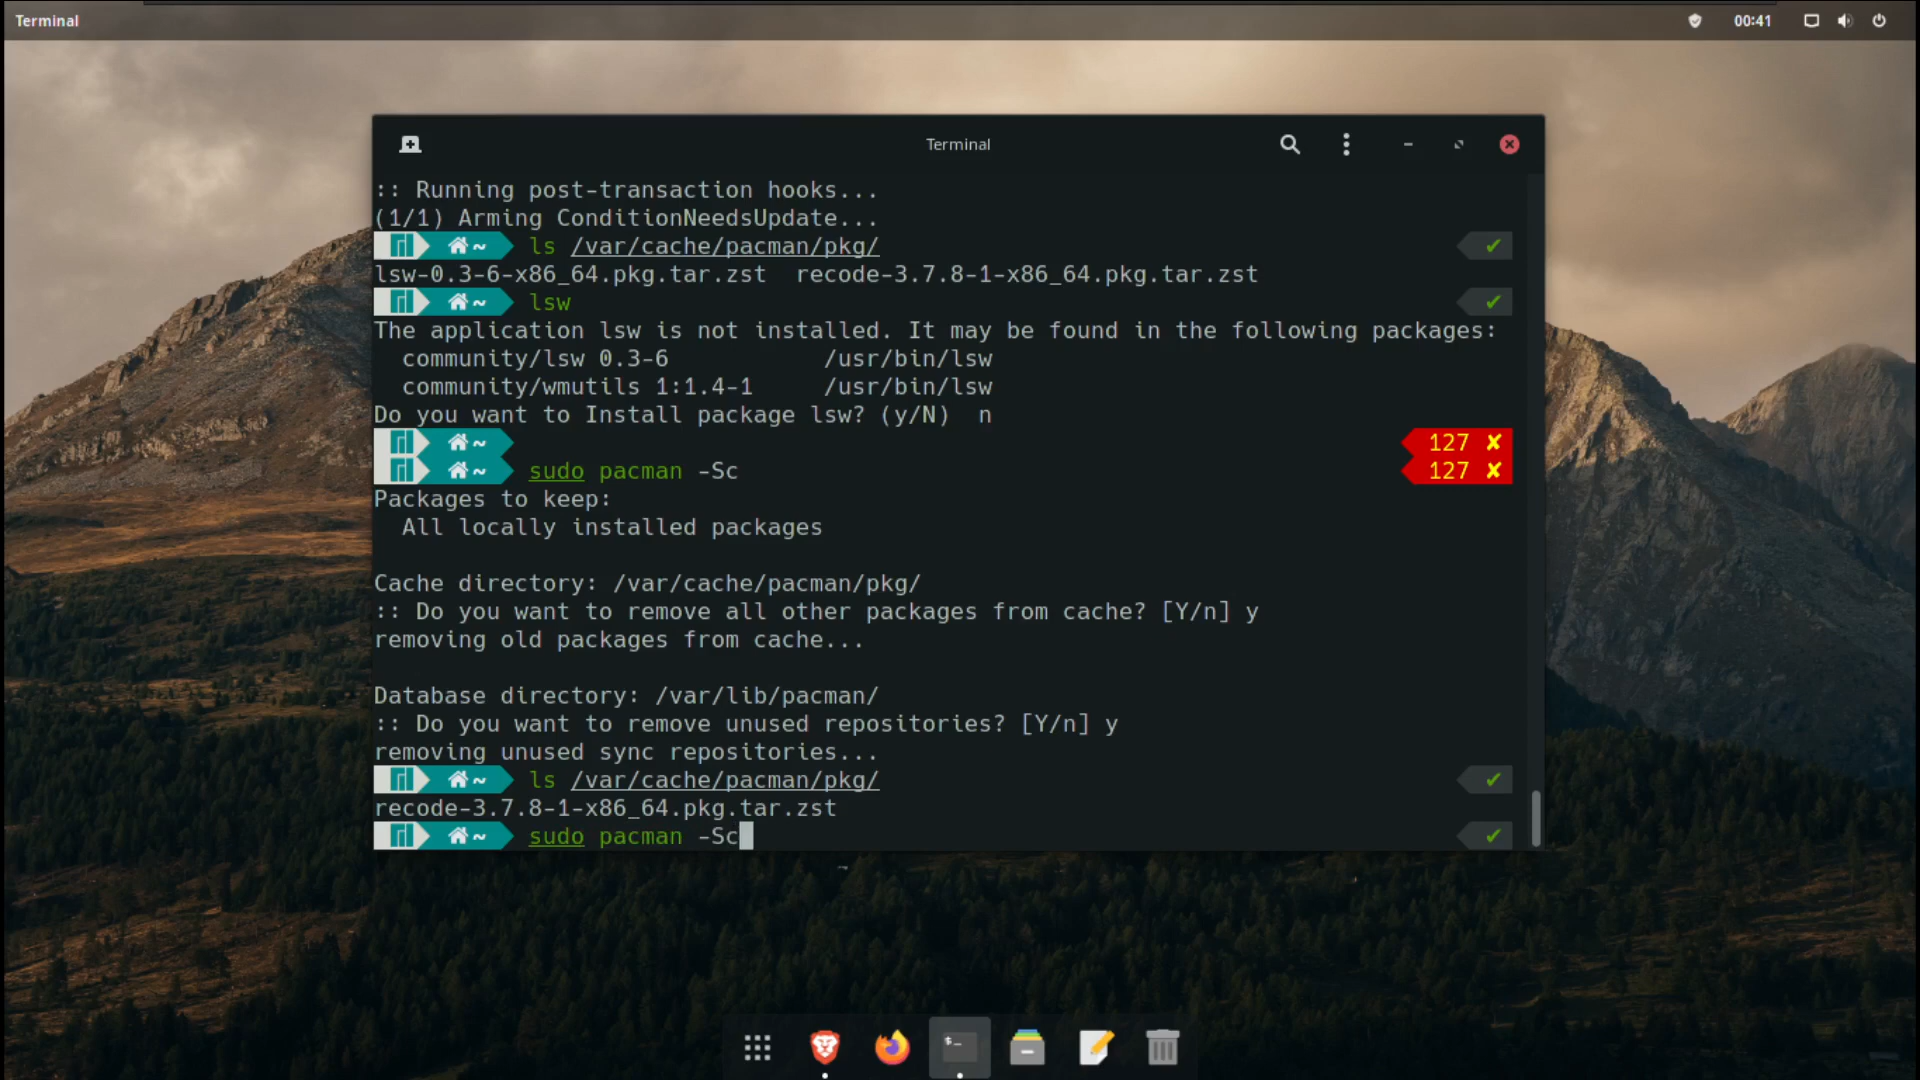 Terminal
00:41
Terminal
:: Running post-transaction hooks...
(1/1) Arming ConditionNeedsUpdate...
~ ls /var/cache/pacman/pkg/ ✔
lsw-0.3-6-x86_64.pkg.tar.zst  recode-3.7.8-1-x86_64.pkg.tar.zst
~ lsw ✔
The application lsw is not installed. It may be found in the following packages:
  community/lsw 0.3-6           /usr/bin/lsw
  community/wmutils 1:1.4-1     /usr/bin/lsw
Do you want to Install package lsw? (y/N)  n
~ 127 ✘
~ sudo pacman -Sc 127 ✘
Packages to keep:
  All locally installed packages
Cache directory: /var/cache/pacman/pkg/
:: Do you want to remove all other packages from cache? [Y/n] y
removing old packages from cache...
Database directory: /var/lib/pacman/
:: Do you want to remove unused repositories? [Y/n] y
removing unused sync repositories...
~ ls /var/cache/pacman/pkg/ ✔
recode-3.7.8-1-x86_64.pkg.tar.zst
~ sudo pacman -Sc ✔
$_